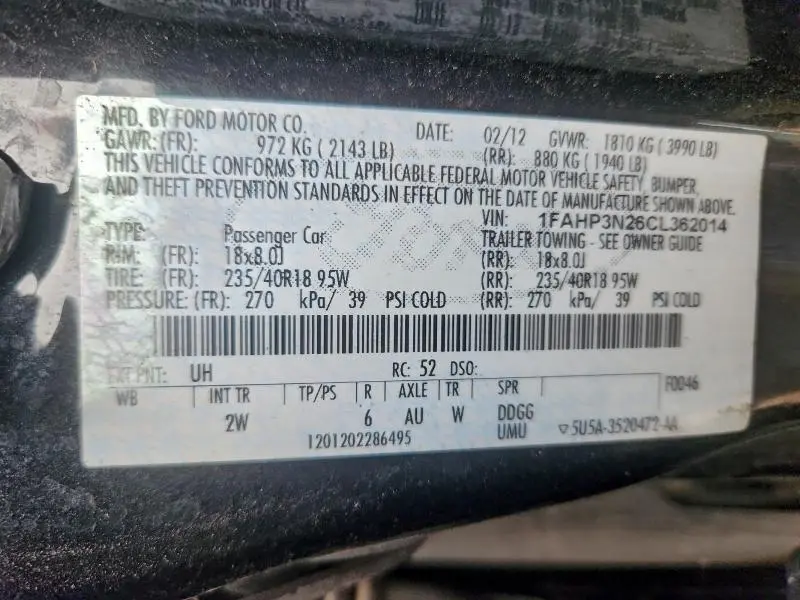 MFD. BY FORD MOTOR CO. DATE: 02/12 GVWR: 1810 KG ( 3990 LB)
GAWR: (FR): 972 KG ( 2143 LB) (RR): 880 KG ( 1940 LB)
THIS VEHICLE CONFORMS TO ALL APPLICABLE FEDERAL MOTOR VEHICLE SAFETY, BUMPER,
AND THEFT PREVENTION STANDARDS IN EFFECT ON THE DATE OF MANUFACTURE SHOWN ABOVE.
VIN: 1FAHP3N26CL362014
TYPE: Passenger Car TRAILER TOWING - SEE OWNER GUIDE
RIM: (FR): 18x8.0J (RR): 18x8.0J
TIRE: (FR): 235/40R18 95W (RR): 235/40R18 95W
PRESSURE: (FR): 270 kPa/ 39 PSI COLD (RR): 270 kPa/ 39 PSI COLD
EXT PNT: UH RC: 52 DSO: F0046
WB INT TR TP/PS R AXLE TR SPR
2W 6 AU W DDGG
1201202286495 UMU ▽5U5A-3520472-AA